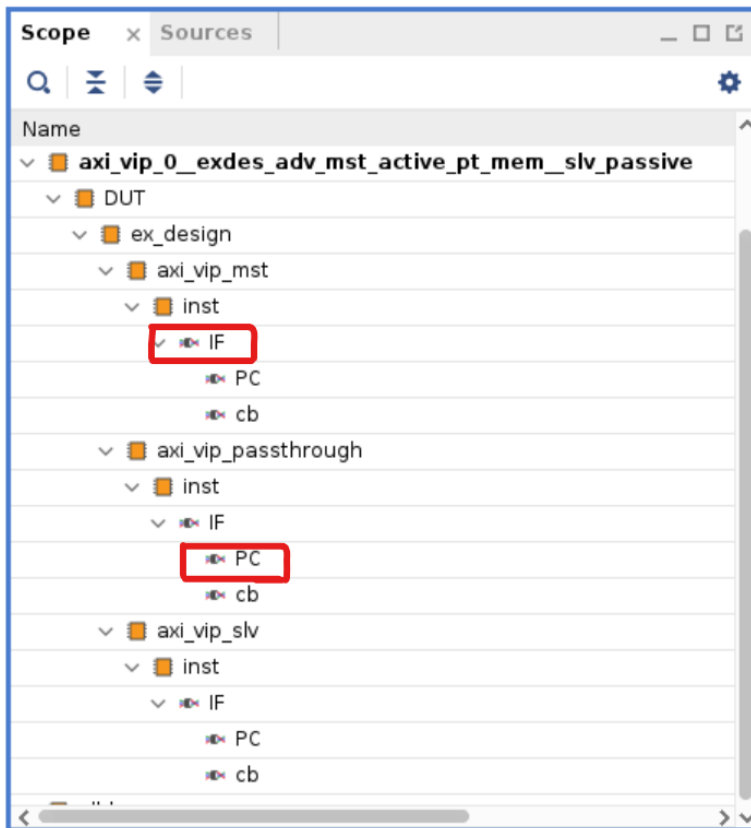 Scope × Sources
Name
axi_vip_0__exdes_adv_mst_active_pt_mem__slv_passive
DUT
ex_design
axi_vip_mst
inst
IF
PC
cb
axi_vip_passthrough
inst
IF
PC
cb
axi_vip_slv
inst
IF
PC
cb